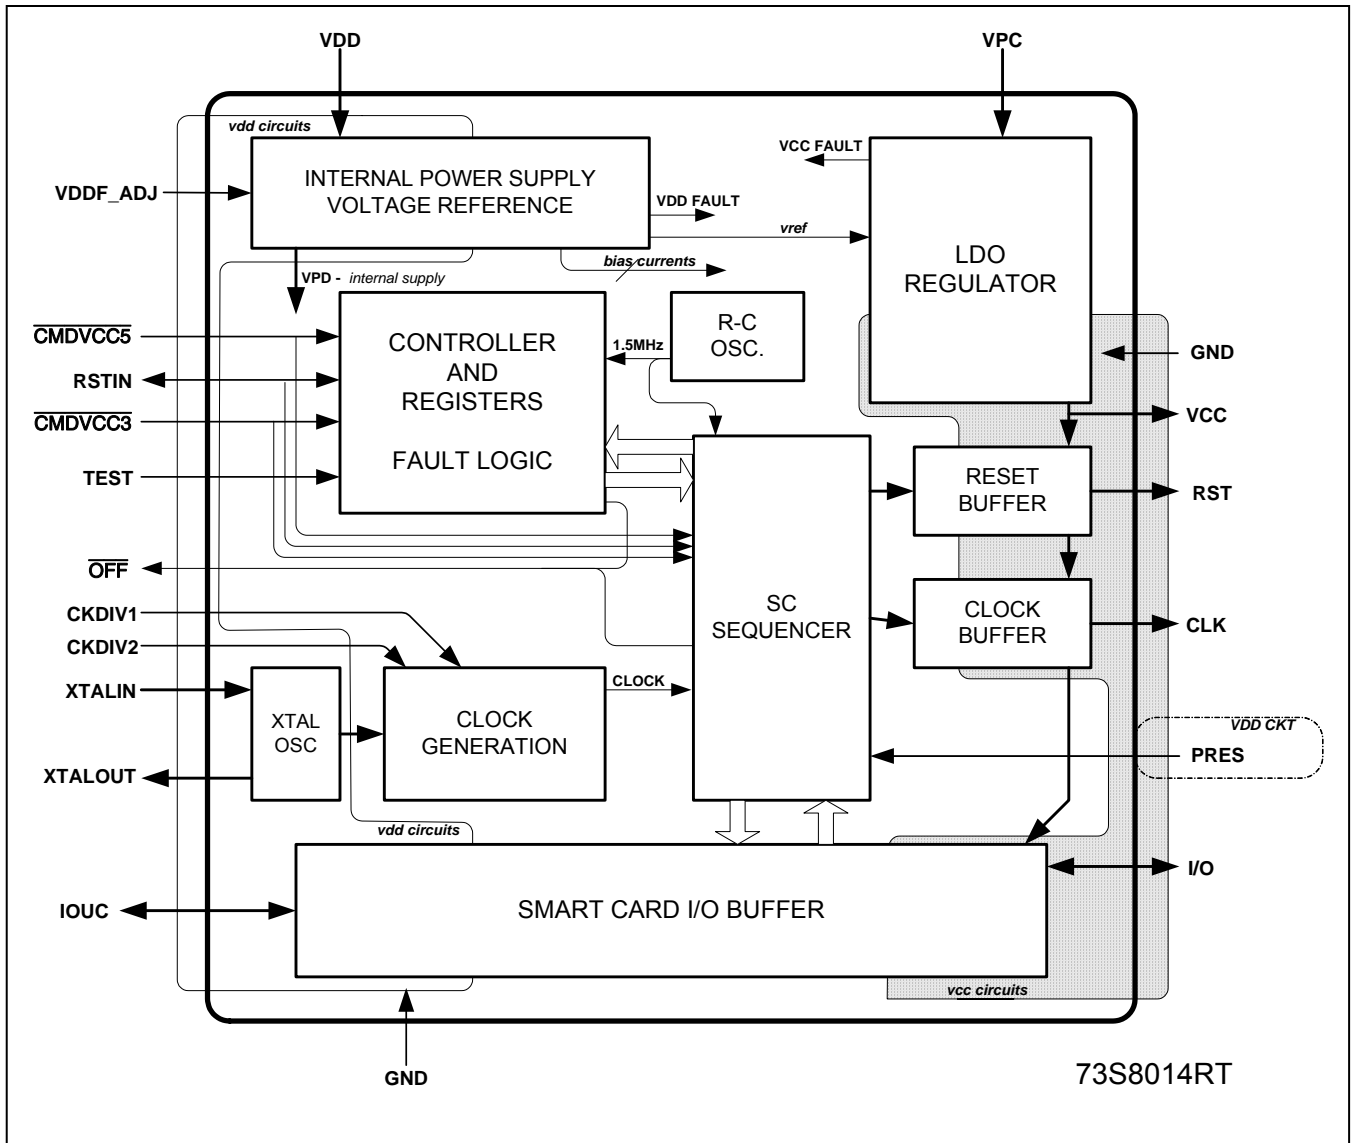 VDD
VPC
vdd circuits
VCC FAULT
INTERNAL POWER SUPPLY
VOLTAGE REFERENCE
VDDF_ADJ
VDD FAULT
vref
LDO
REGULATOR
bias currents
VPD - internal supply
CMDVCC5
RSTIN
CMDVCC3
TEST
CONTROLLER
AND
REGISTERS
FAULT LOGIC
1.5MHz
R-C
OSC.
GND
VCC
RESET
BUFFER
RST
OFF
SC
SEQUENCER
CLOCK
BUFFER
CLK
CKDIV1
CKDIV2
XTALIN
XTALOUT
XTAL
OSC
CLOCK
GENERATION
CLOCK
VDD CKT
PRES
vdd circuits
I/O
IOUC
SMART CARD I/O BUFFER
vcc circuits
GND
73S8014RT